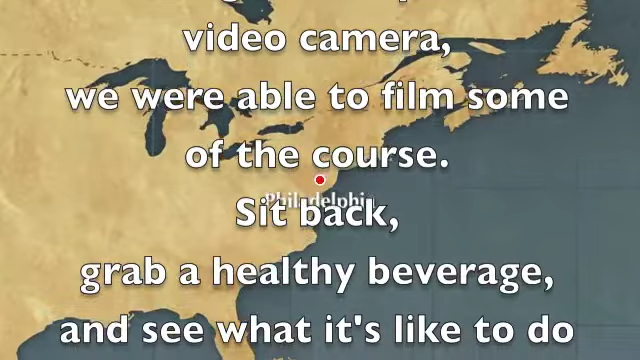 video camera,
we were able to film some
of the course.
Philadelphia
Sit back,
grab a healthy beverage,
and see what it's like to do